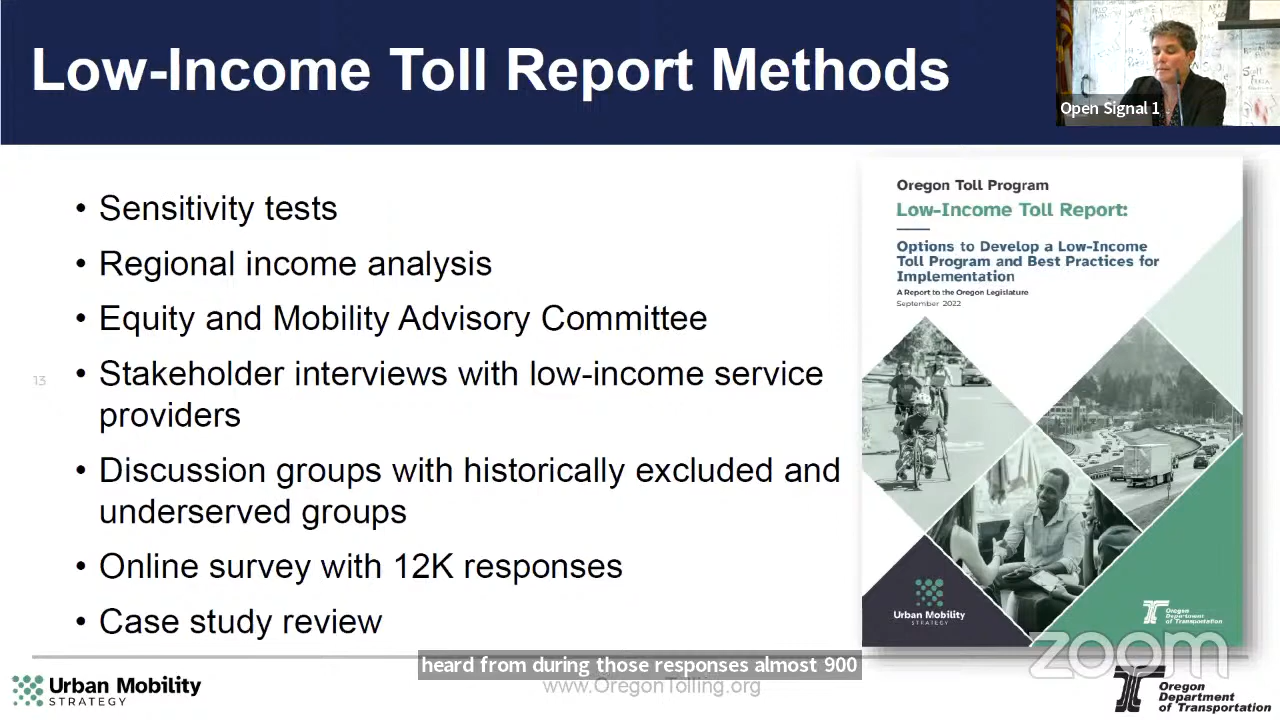 Low-Income Toll Report Methods
Open Signal 1
• Sensitivity tests
• Regional income analysis
• Equity and Mobility Advisory Committee
• Stakeholder interviews with low-income service
providers
• Discussion groups with historically excluded and
underserved groups
• Online survey with 12K responses
• Case study review
13
Oregon Toll Program
Low-Income Toll Report:
Options to Develop a Low-Income
Toll Program and Best Practices for
Implementation
A Report to the Oregon Legislature
September 2022
Urban Mobility
STRATEGY
Oregon
Department
of Transportation
zoom
heard from during those responses almost 900
www.OregonTolling.org
Urban Mobility
STRATEGY
Oregon
Department
of Transportation